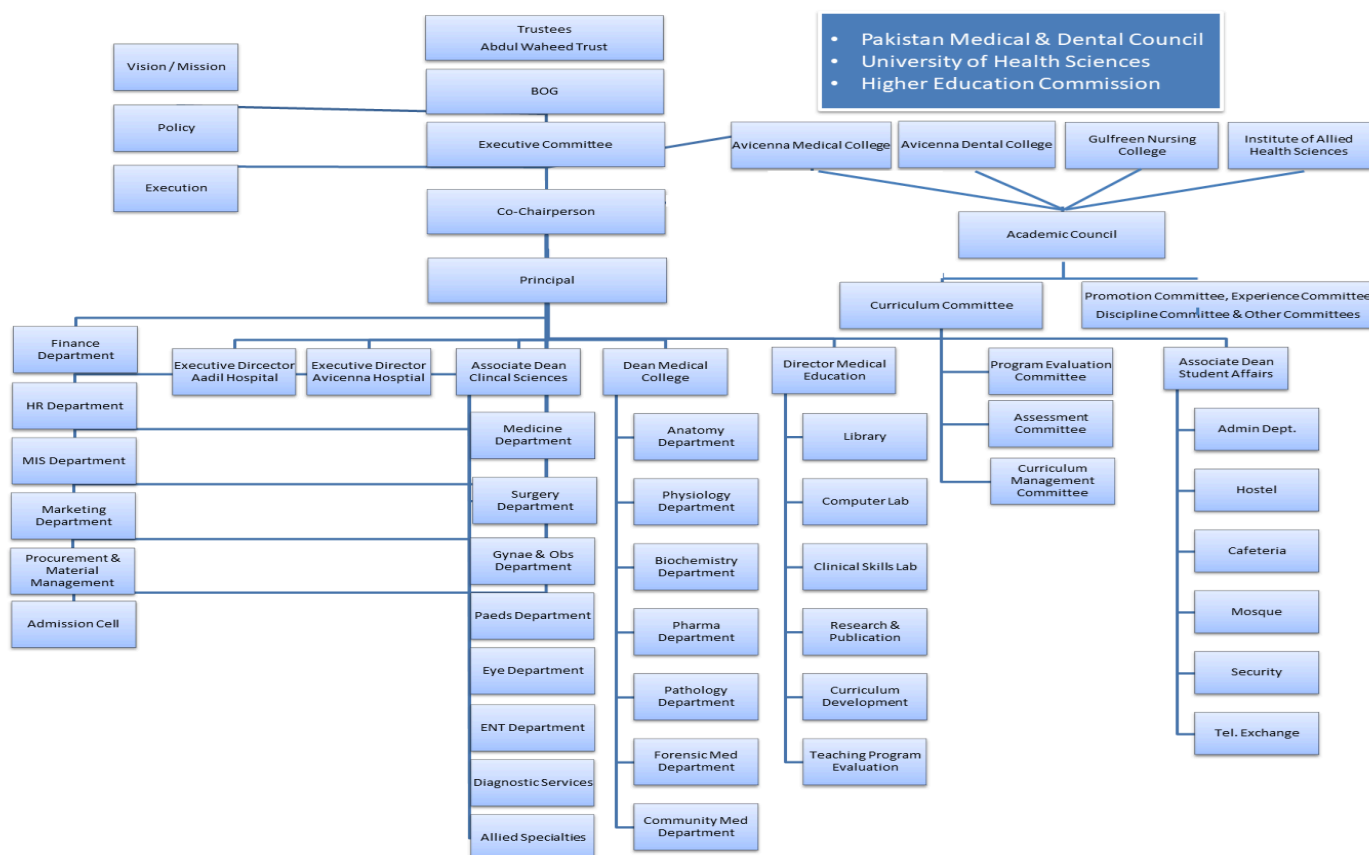 Trustees
Abdul Waheed Trust
• Pakistan Medical & Dental Council
• University of Health Sciences
• Higher Education Commission
Vision / Mission
BOG
Policy
Executive Committee
Avicenna Medical College
Avicenna Dental College
Gulfreen Nursing
College
Institute of Allied
Health Sciences
Execution
Co-Chairperson
Academic Council
Principal
Curriculum Committee
Promotion Committee, Experience Committee
Discipline Committee & Other Committees
Finance
Department
Executive Dircector
Aadil Hospital
Executive Director
Avicenna Hosptial
Associate Dean
Clincal Sciences
Dean Medical
College
Director Medical
Education
Program Evaluation
Committee
Associate Dean
Student Affairs
HR Department
MIS Department
Marketing
Department
Procurement &
Material
Management
Admission Cell
Medicine
Department
Surgery
Department
Gynae & Obs
Department
Paeds Department
Eye Department
ENT Department
Diagnostic Services
Allied Specialties
Anatomy
Department
Physiology
Department
Biochemistry
Department
Pharma
Department
Pathology
Department
Forensic Med
Department
Community Med
Department
Library
Computer Lab
Clinical Skills Lab
Research &
Publication
Curriculum
Development
Teaching Program
Evaluation
Assessment
Committee
Curriculum
Management
Committee
Admin Dept.
Hostel
Cafeteria
Mosque
Security
Tel. Exchange